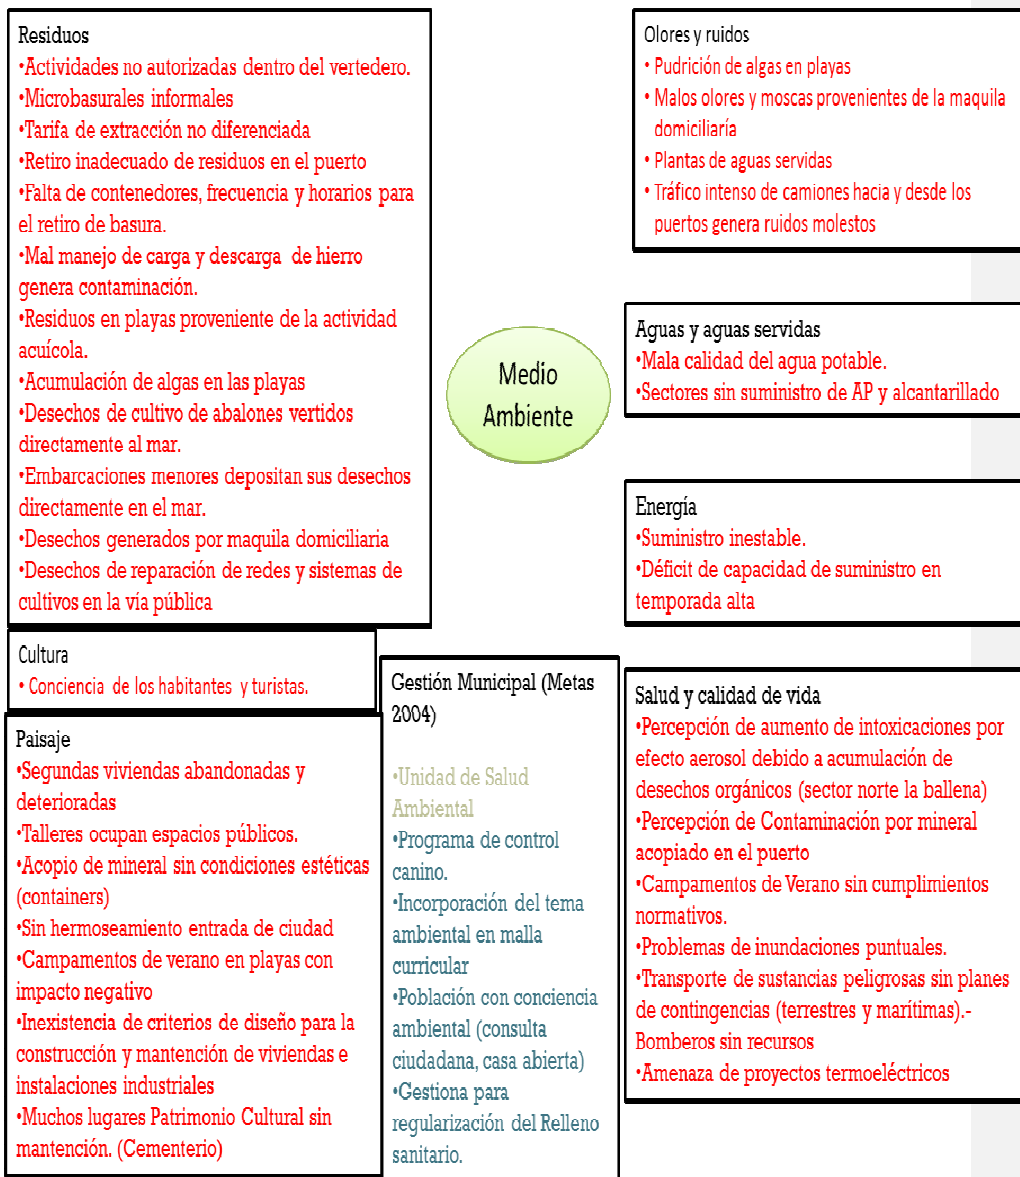 Residuos
•Actividades no autorizadas dentro del vertedero.
•Microbasurales informales
•Tarifa de extracción no diferenciada
•Retiro inadecuado de residuos en el puerto
•Falta de contenedores, frecuencia y horarios para
el retiro de basura.
•Mal manejo de carga y descarga de hierro
genera contaminación.
•Residuos en playas proveniente de la actividad
acuícola.
•Acumulación de algas en las playas
•Desechos de cultivo de abalones vertidos
directamente al mar.
•Embarcaciones menores depositan sus desechos
directamente en el mar.
•Desechos generados por maquila domiciliaria
•Desechos de reparación de redes y sistemas de
cultivos en la vía pública
Cultura
• Conciencia de los habitantes y turistas.
Paisaje
•Segundas viviendas abandonadas y
deterioradas
•Talleres ocupan espacios públicos.
•Acopio de mineral sin condiciones estéticas
(containers)
•Sin hermoseamiento entrada de ciudad
•Campamentos de verano en playas con
impacto negativo
•Inexistencia de criterios de diseño para la
construcción y mantención de viviendas e
instalaciones industriales
•Muchos lugares Patrimonio Cultural sin
mantención. (Cementerio)
Medio
Ambiente
Gestión Municipal (Metas
2004)
•Unidad de Salud
Ambiental
•Programa de control
canino.
•Incorporación del tema
ambiental en malla
curricular
•Población con conciencia
ambiental (consulta
ciudadana, casa abierta)
•Gestiona para
regularización del Relleno
sanitario.
Olores y ruidos
• Pudrición de algas en playas
• Malos olores y moscas provenientes de la maquila
domiciliaría
• Plantas de aguas servidas
• Tráfico intenso de camiones hacia y desde los
puertos genera ruidos molestos
Aguas y aguas servidas
•Mala calidad del agua potable.
•Sectores sin suministro de AP y alcantarillado
Energía
•Suministro inestable.
•Déficit de capacidad de suministro en
temporada alta
Salud y calidad de vida
•Percepción de aumento de intoxicaciones por
efecto aerosol debido a acumulación de
desechos orgánicos (sector norte la ballena)
•Percepción de Contaminación por mineral
acopiado en el puerto
•Campamentos de Verano sin cumplimientos
normativos.
•Problemas de inundaciones puntuales.
•Transporte de sustancias peligrosas sin planes
de contingencias (terrestres y marítimas).-
Bomberos sin recursos
•Amenaza de proyectos termoeléctricos